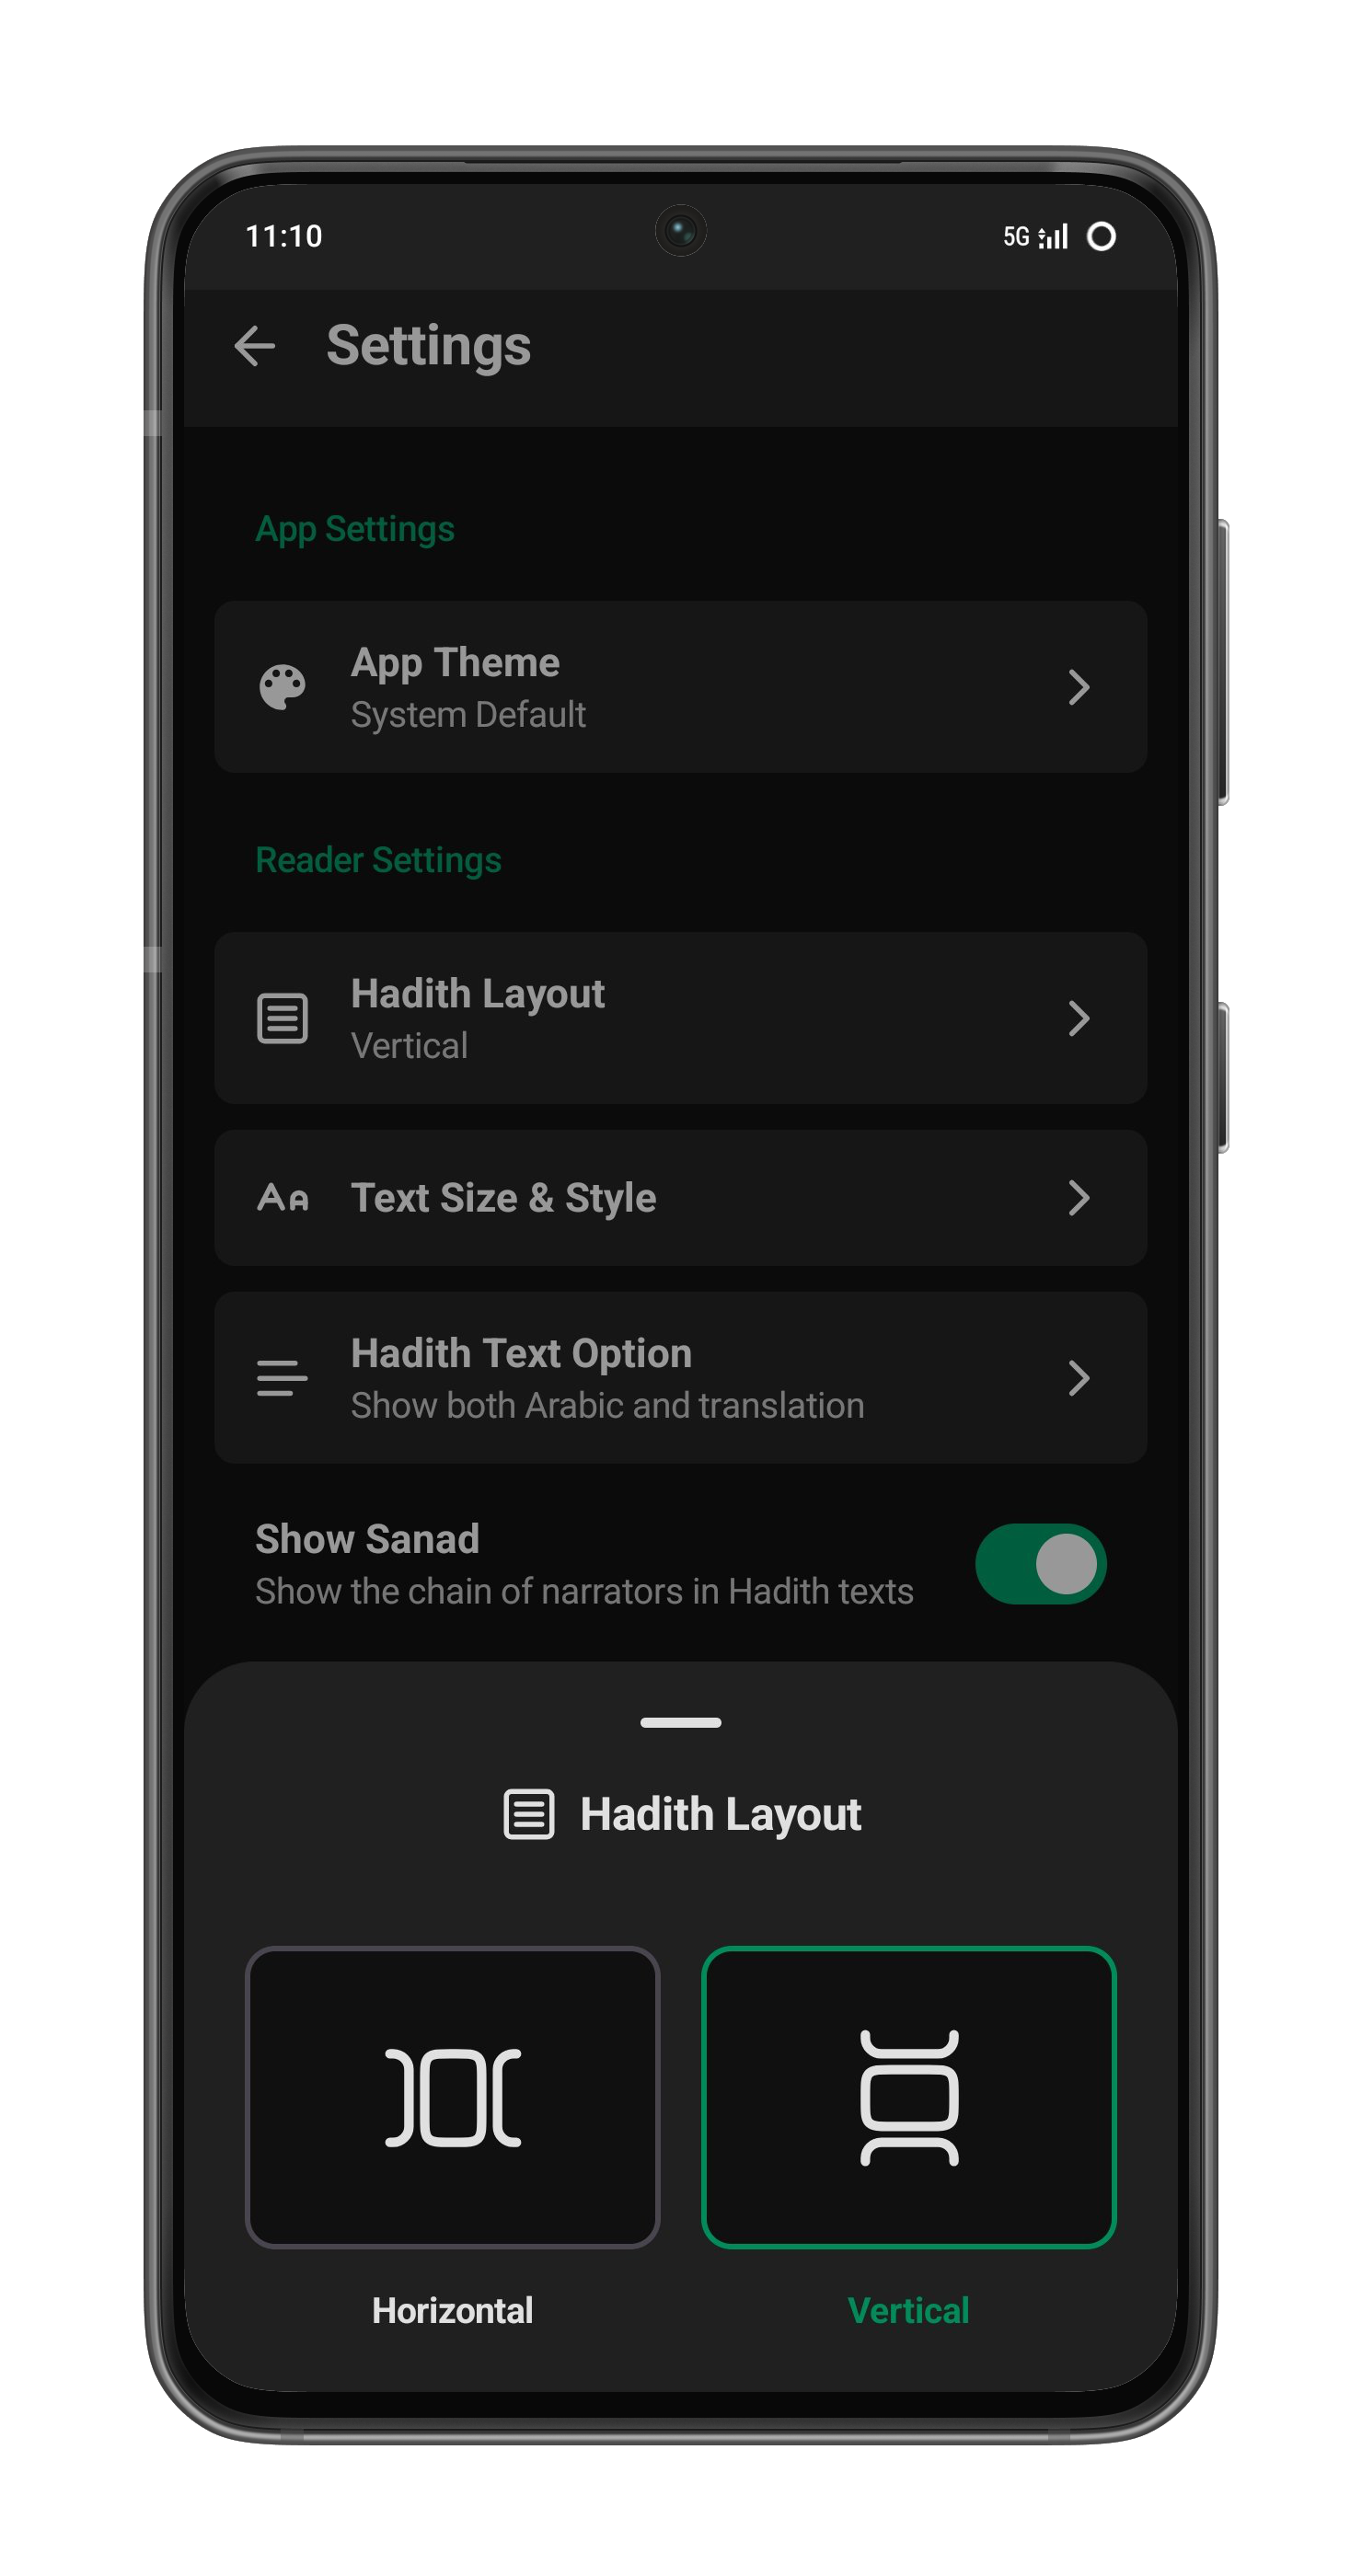 11:10
5G
Settings
App Settings
App Theme
System Default
Reader Settings
Hadith Layout
Vertical
Text Size & Style
Hadith Text Option
Show both Arabic and translation
Show Sanad
Show the chain of narrators in Hadith texts
Hadith Layout
Horizontal
Vertical